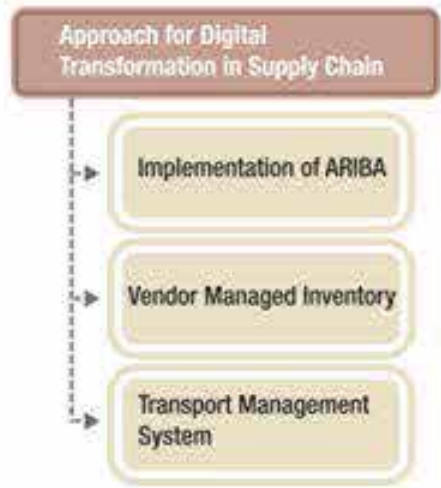 Approach for Digital
Transformation in Supply Chain
Implementation of ARIBA
Vendor Managed Inventory
Transport Management
System